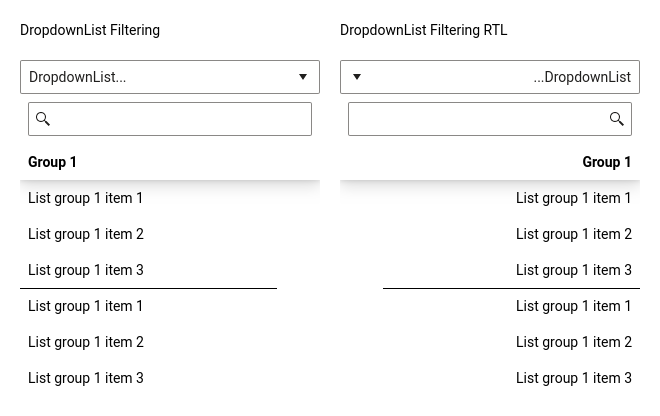 DropdownList Filtering
DropdownList...
Group 1
List group 1 item 1
List group 1 item 2
List group 1 item 3
List group 1 item 1
List group 1 item 2
List group 1 item 3
DropdownList Filtering RTL
...DropdownList
Group 1
List group 1 item 1
List group 1 item 2
List group 1 item 3
List group 1 item 1
List group 1 item 2
List group 1 item 3